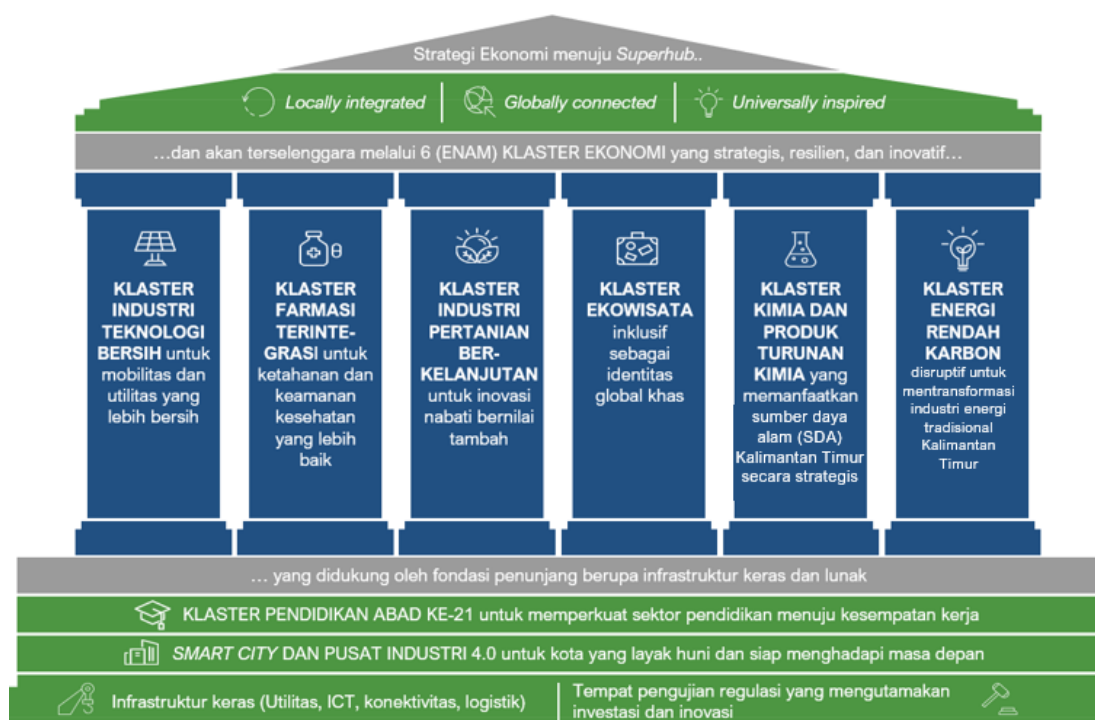 Strategi Ekonomi menuju Superhub..
Locally integrated
Globally connected
Universally inspired
…dan akan terselenggara melalui 6 (ENAM) KLASTER EKONOMI yang strategis, resilien, dan inovatif…
KLASTER
INDUSTRI
TEKNOLOGI
BERSIH untuk
mobilitas dan
utilitas yang
lebih bersih
KLASTER
FARMASI
TERINTE-
GRASI untuk
ketahanan dan
keamanan
kesehatan
yang lebih
baik
KLASTER
INDUSTRI
PERTANIAN
BER-
KELANJUTAN
untuk inovasi
nabati bernilai
tambah
KLASTER
EKOWISATA
inklusif
sebagai
identitas
global khas
KLASTER
KIMIA DAN
PRODUK
TURUNAN
KIMIA yang
memanfaatkan
sumber daya
alam (SDA)
Kalimantan Timur
secara strategis
KLASTER
ENERGI
RENDAH
KARBON
disruptif untuk
mentransformasi
industri energi
tradisional
Kalimantan
Timur
… yang didukung oleh fondasi penunjang berupa infrastruktur keras dan lunak
KLASTER PENDIDIKAN ABAD KE-21 untuk memperkuat sektor pendidikan menuju kesempatan kerja
SMART CITY DAN PUSAT INDUSTRI 4.0 untuk kota yang layak huni dan siap menghadapi masa depan
Infrastruktur keras (Utilitas, ICT, konektivitas, logistik)
Tempat pengujian regulasi yang mengutamakan
investasi dan inovasi